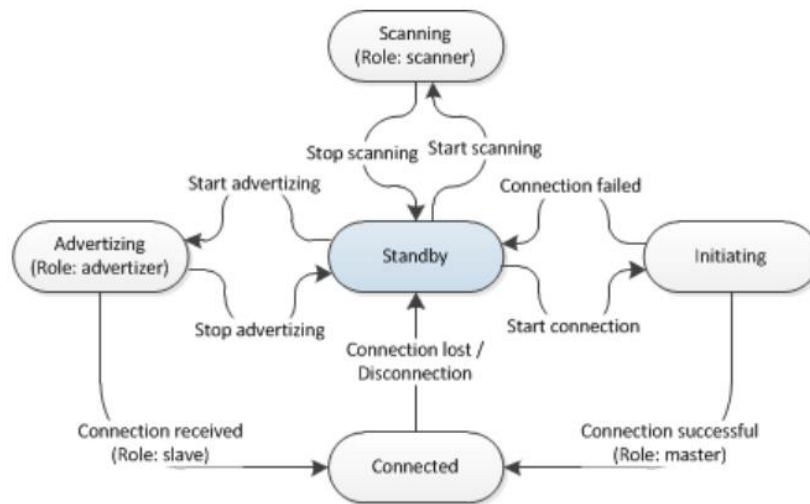 Scanning
(Role: scanner)
Stop scanning
Start scanning
Start advertizing
Connection failed
Advertizing
(Role: advertizer)
Standby
Initiating
Stop advertizing
Start connection
Connection lost /
Disconnection
Connection received
(Role: slave)
Connected
Connection successful
(Role: master)